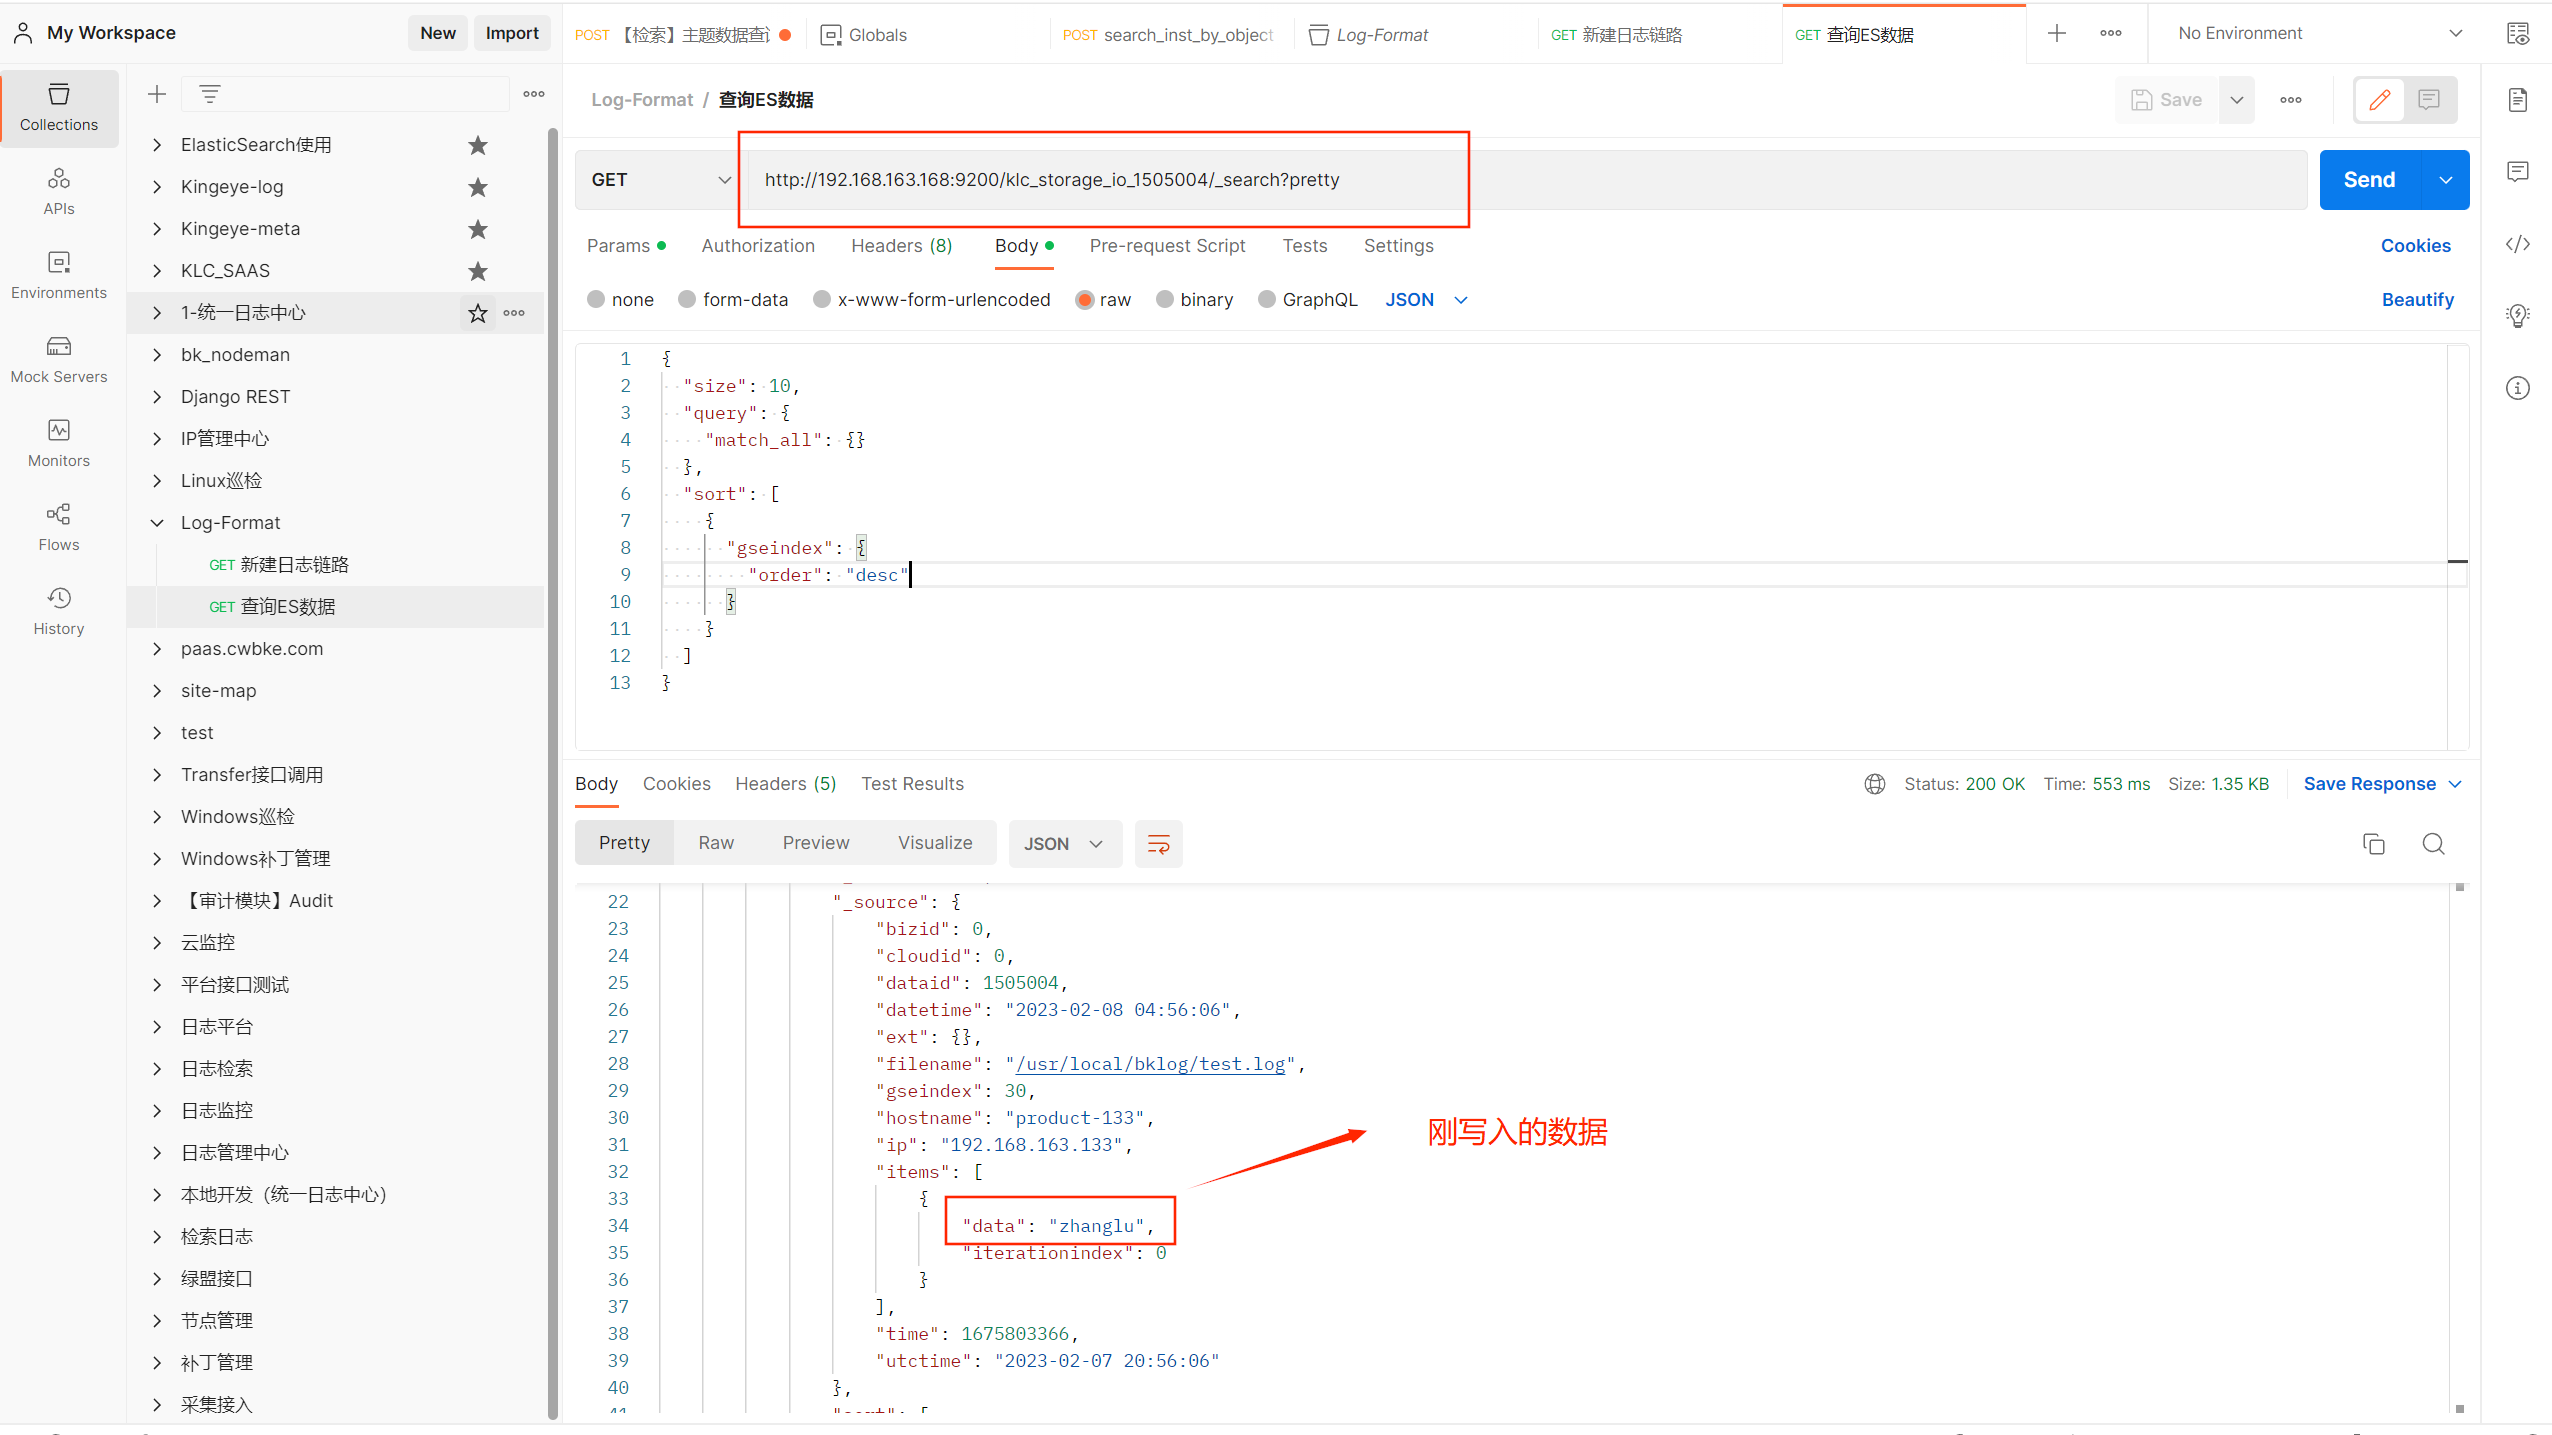 My Workspace
New
Import
POST 【检索】主题数据查
Globals
POST search_inst_by_object
Log-Format
GET 新建日志链路
GET 查询ES数据
No Environment
Collections
APIs
Environments
Mock Servers
Monitors
Flows
History
ElasticSearch使用
Kingeye-log
Kingeye-meta
KLC_SAAS
1-统一日志中心
bk_nodeman
Django REST
IP管理中心
Linux巡检
Log-Format
GET 新建日志链路
GET 查询ES数据
paas.cwbke.com
site-map
test
Transfer接口调用
Windows巡检
Windows补丁管理
【审计模块】Audit
云监控
平台接口测试
日志平台
日志检索
日志监控
日志管理中心
本地开发（统一日志中心）
检索日志
绿盟接口
节点管理
补丁管理
采集接入
Log-Format / 查询ES数据
Save
GET
http://192.168.163.168:9200/klc_storage_io_1505004/_search?pretty
Send
Params
Authorization
Headers (8)
Body
Pre-request Script
Tests
Settings
Cookies
none
form-data
x-www-form-urlencoded
raw
binary
GraphQL
JSON
Beautify
1 {
2 "size": 10,
3 "query": {
4 "match_all": {}
5 },
6 "sort": [
7 {
8 "gseindex": {
9 "order": "desc"
10 }
11 }
12 ]
13 }
Body
Cookies
Headers (5)
Test Results
Status: 200 OK
Time: 553 ms
Size: 1.35 KB
Save Response
Pretty
Raw
Preview
Visualize
JSON
22 "_source": {
23 "bizid": 0,
24 "cloudid": 0,
25 "dataid": 1505004,
26 "datetime": "2023-02-08 04:56:06",
27 "ext": {},
28 "filename": "/usr/local/bklog/test.log",
29 "gseindex": 30,
30 "hostname": "product-133",
31 "ip": "192.168.163.133",
32 "items": [
33 {
34 "data": "zhanglu",
35 "iterationindex": 0
36 }
37 ],
38 "time": 1675803366,
39 "utctime": "2023-02-07 20:56:06"
40 },
刚写入的数据